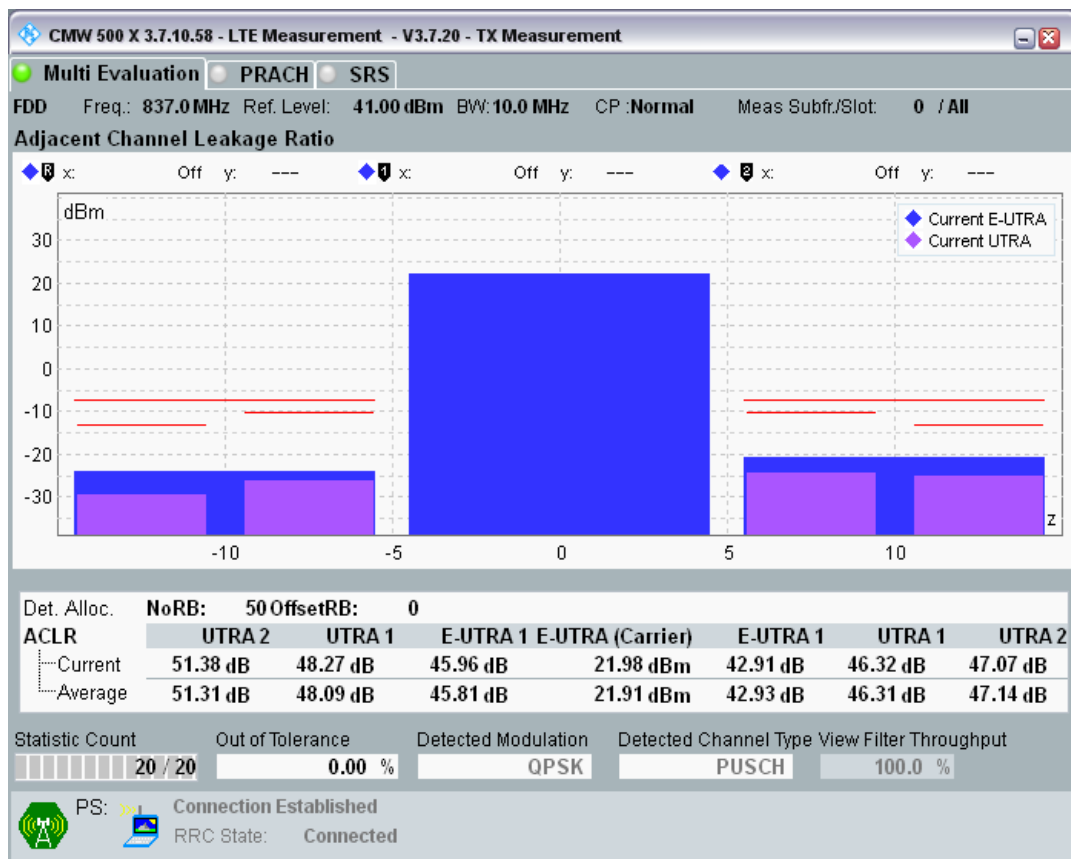 CMW 500 X 3.7.10.58 - LTE Measurement - V3.7.20 - TX Measurement
Multi Evaluation PRACH SRS
FDD Freq.: 837.0 MHz Ref. Level: 41.00 dBm BW: 10.0 MHz CP :Normal Meas Subfr./Slot: 0 / All
Adjacent Channel Leakage Ratio
R x: Off y: --- 1 x: Off y: --- 2 x: Off y: ---
dBm
Current E-UTRA
Current UTRA
30
20
10
0
-10
-20
-30
z
-10 -5 0 5 10
Det. Alloc. NoRB: 50 OffsetRB: 0
ACLR UTRA 2 UTRA 1 E-UTRA 1 E-UTRA (Carrier) E-UTRA 1 UTRA 1 UTRA 2
Current 51.38 dB 48.27 dB 45.96 dB 21.98 dBm 42.91 dB 46.32 dB 47.07 dB
Average 51.31 dB 48.09 dB 45.81 dB 21.91 dBm 42.93 dB 46.31 dB 47.14 dB
Statistic Count Out of Tolerance Detected Modulation Detected Channel Type View Filter Throughput
20 / 20 0.00 % QPSK PUSCH 100.0 %
PS: Connection Established
RRC State: Connected